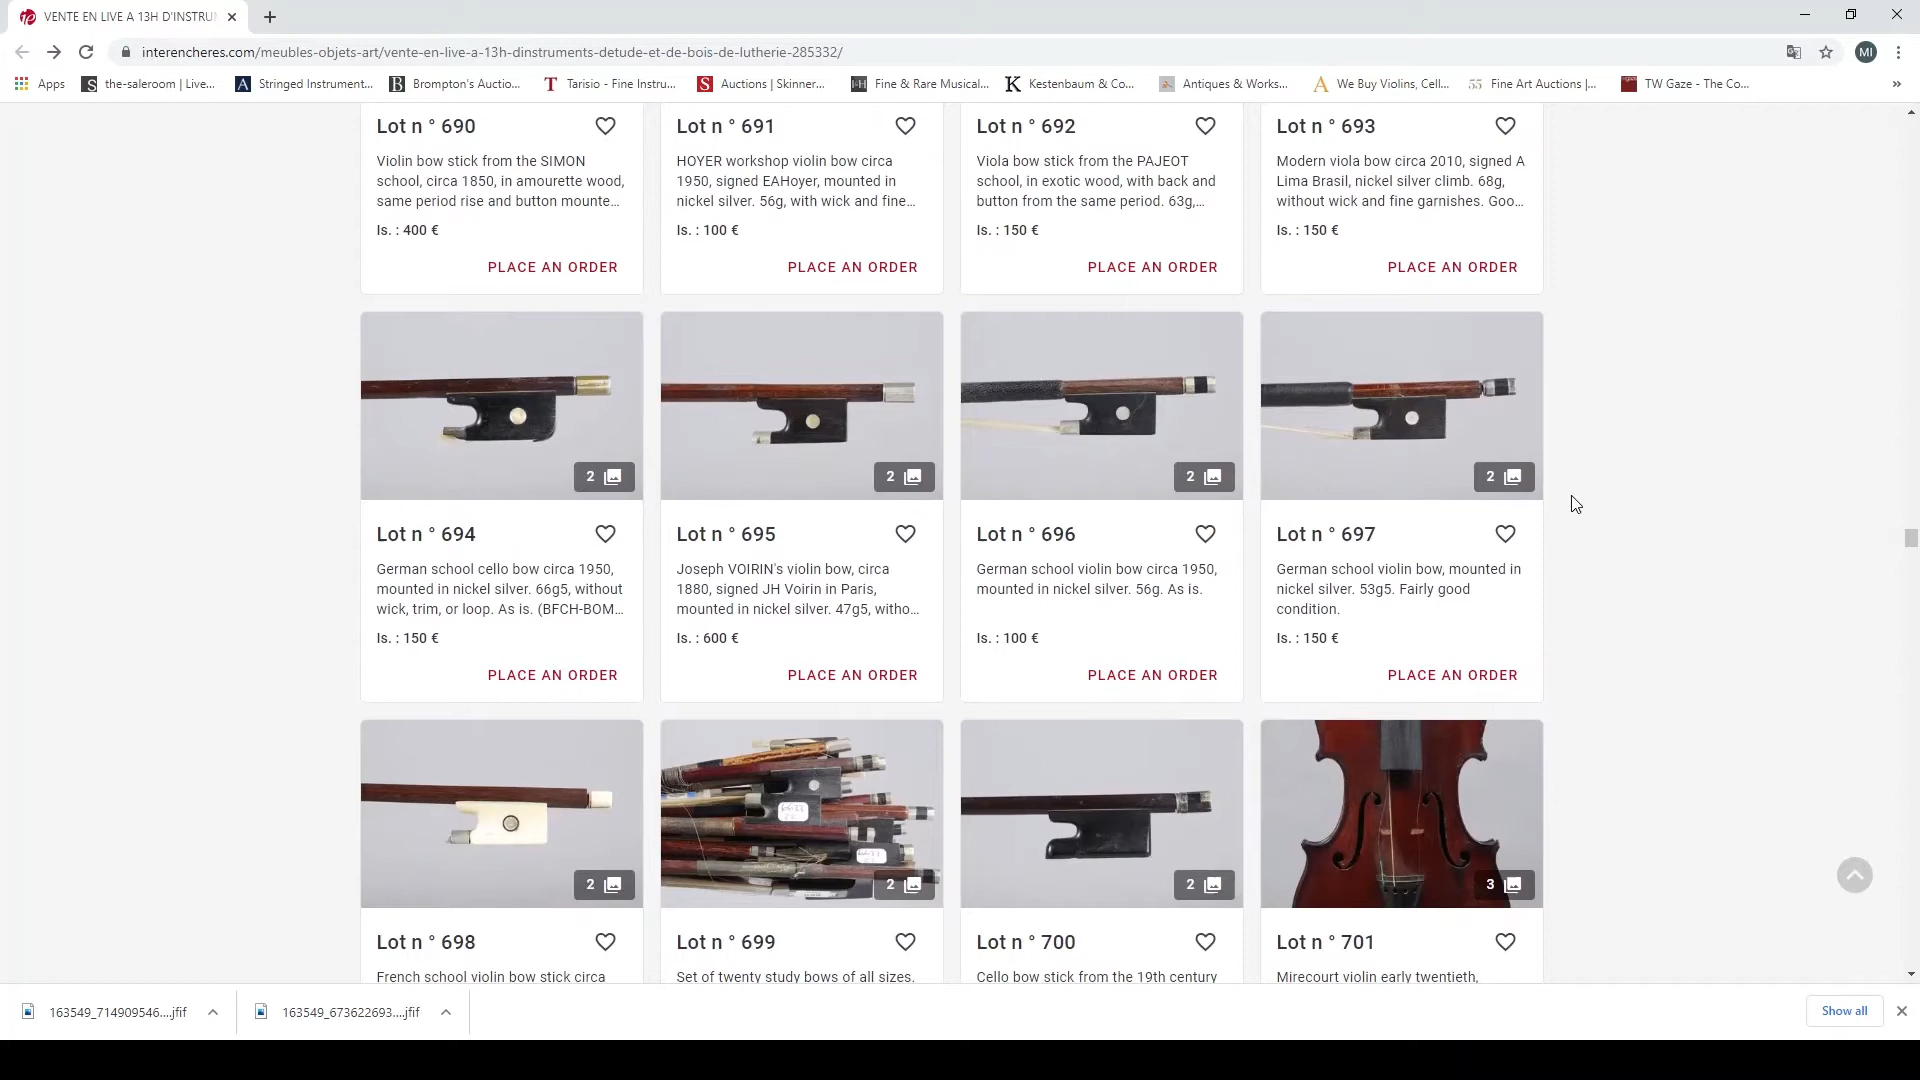 VENTE EN LIVE A 13H D'INSTRU
interencheres.com/meubles-objets-art/vente-en-live-a-13h-dinstruments-detude-et-de-bois-de-lutherie-285332/
MI
Apps
the-saleroom | Live...
Stringed Instrument...
Brompton's Auctio...
Tarisio - Fine Instru...
Auctions | Skinner...
Fine & Rare Musical...
Kestenbaum & Co...
Antiques & Works...
We Buy Violins, Cell...
Fine Art Auctions |...
TW Gaze - The Co...
Lot n ° 690
Violin bow stick from the SIMON
school, circa 1850, in amourette wood,
same period rise and button mounte...
Is. : 400 €
PLACE AN ORDER
Lot n ° 691
HOYER workshop violin bow circa
1950, signed EAHoyer, mounted in
nickel silver. 56g, with wick and fine...
Is. : 100 €
PLACE AN ORDER
Lot n ° 692
Viola bow stick from the PAJEOT
school, in exotic wood, with back and
button from the same period. 63g,...
Is. : 150 €
PLACE AN ORDER
Lot n ° 693
Modern viola bow circa 2010, signed A
Lima Brasil, nickel silver climb. 68g,
without wick and fine garnishes. Goo...
Is. : 150 €
PLACE AN ORDER
2
Lot n ° 694
German school cello bow circa 1950,
mounted in nickel silver. 66g5, without
wick, trim, or loop. As is. (BFCH-BOM...
Is. : 150 €
PLACE AN ORDER
2
Lot n ° 695
Joseph VOIRIN's violin bow, circa
1880, signed JH Voirin in Paris,
mounted in nickel silver. 47g5, witho...
Is. : 600 €
PLACE AN ORDER
2
Lot n ° 696
German school violin bow circa 1950,
mounted in nickel silver. 56g. As is.
Is. : 100 €
PLACE AN ORDER
2
Lot n ° 697
German school violin bow, mounted in
nickel silver. 53g5. Fairly good
condition.
Is. : 150 €
PLACE AN ORDER
2
Lot n ° 698
French school violin bow stick circa
2
Lot n ° 699
Set of twenty study bows of all sizes.
2
Lot n ° 700
Cello bow stick from the 19th century
3
Lot n ° 701
Mirecourt violin early twentieth,
163549_714909546....jfif
163549_673622693....jfif
Show all